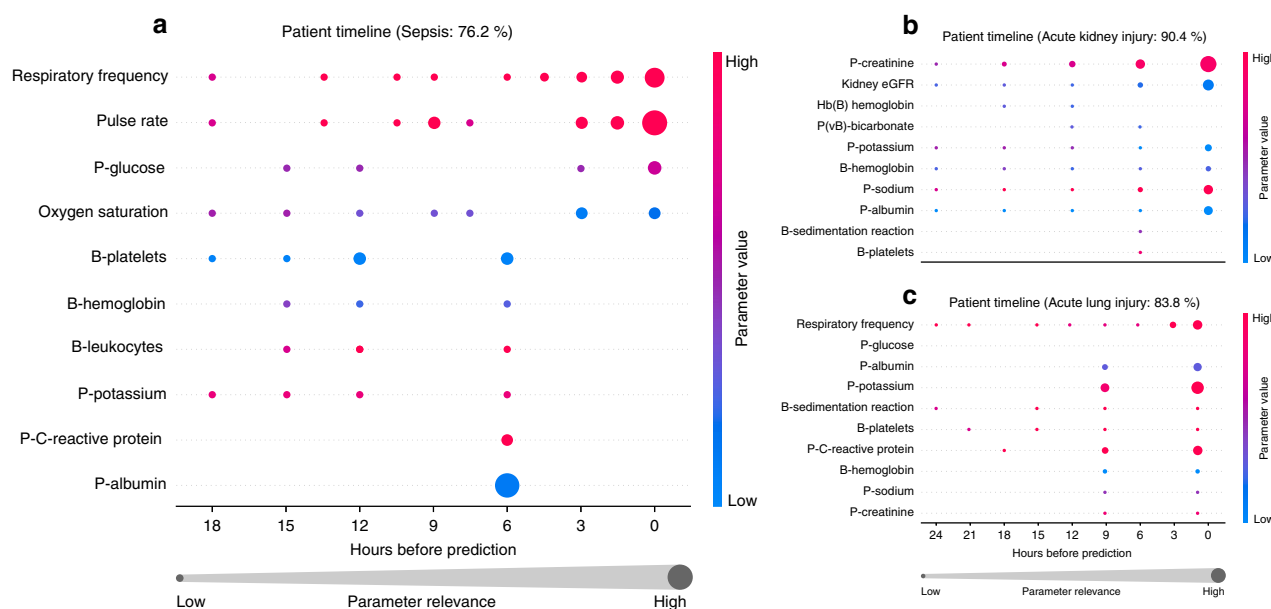 a
Patient timeline (Sepsis: 76.2 %)
Respiratory frequency
Pulse rate
P-glucose
Oxygen saturation
B-platelets
B-hemoglobin
B-leukocytes
P-potassium
P-C-reactive protein
P-albumin
18 15 12 9 6 3 0
Hours before prediction
Low Parameter relevance High
High
Parameter value
Low
b
Patient timeline (Acute kidney injury: 90.4 %)
P-creatinine
Kidney eGFR
Hb(B) hemoglobin
P(vB)-bicarbonate
P-potassium
B-hemoglobin
P-sodium
P-albumin
B-sedimentation reaction
B-platelets
High
Parameter value
Low
c
Patient timeline (Acute lung injury: 83.8 %)
Respiratory frequency
P-glucose
P-albumin
P-potassium
B-sedimentation reaction
B-platelets
P-C-reactive protein
B-hemoglobin
P-sodium
P-creatinine
24 21 18 15 12 9 6 3 0
Hours before prediction
Low Parameter relevance High
High
Parameter value
Low